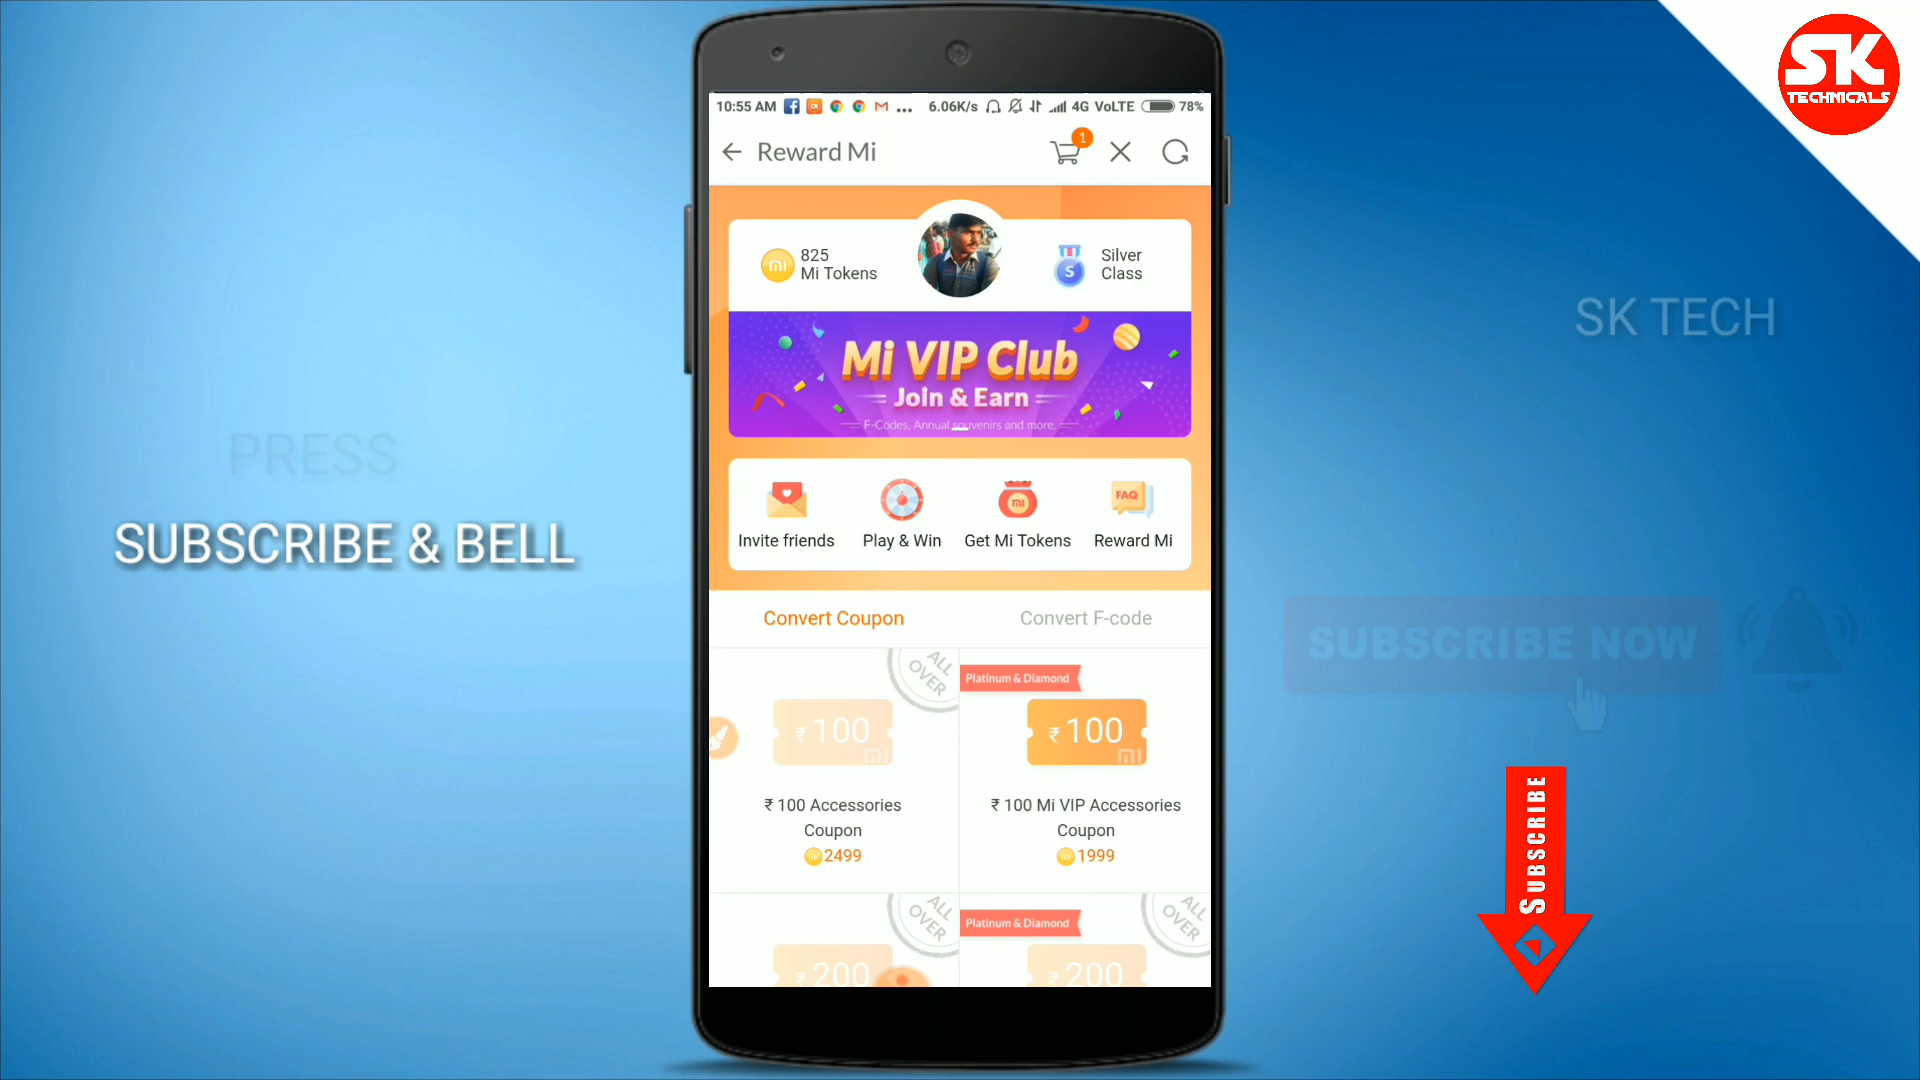 SK
TECHNICALS
10:55 AM ... 6.06K/s 4G VoLTE 78%
Reward Mi
1
825
Mi Tokens
S
Silver
Class
Mi VIP Club
Join & Earn
F-Codes, Annual souvenirs and more.
Invite friends
Play & Win
Get Mi Tokens
FAQ
Reward Mi
Convert Coupon
Convert F-code
ALL
OVER
₹ 100
₹ 100 Accessories
Coupon
2499
Platinum & Diamond
₹ 100
₹ 100 Mi VIP Accessories
Coupon
1999
ALL
OVER
₹ 200
Platinum & Diamond
ALL
OVER
₹ 200
PRESS
SUBSCRIBE & BELL
SK TECH
SUBSCRIBE NOW
SUBSCRIBE